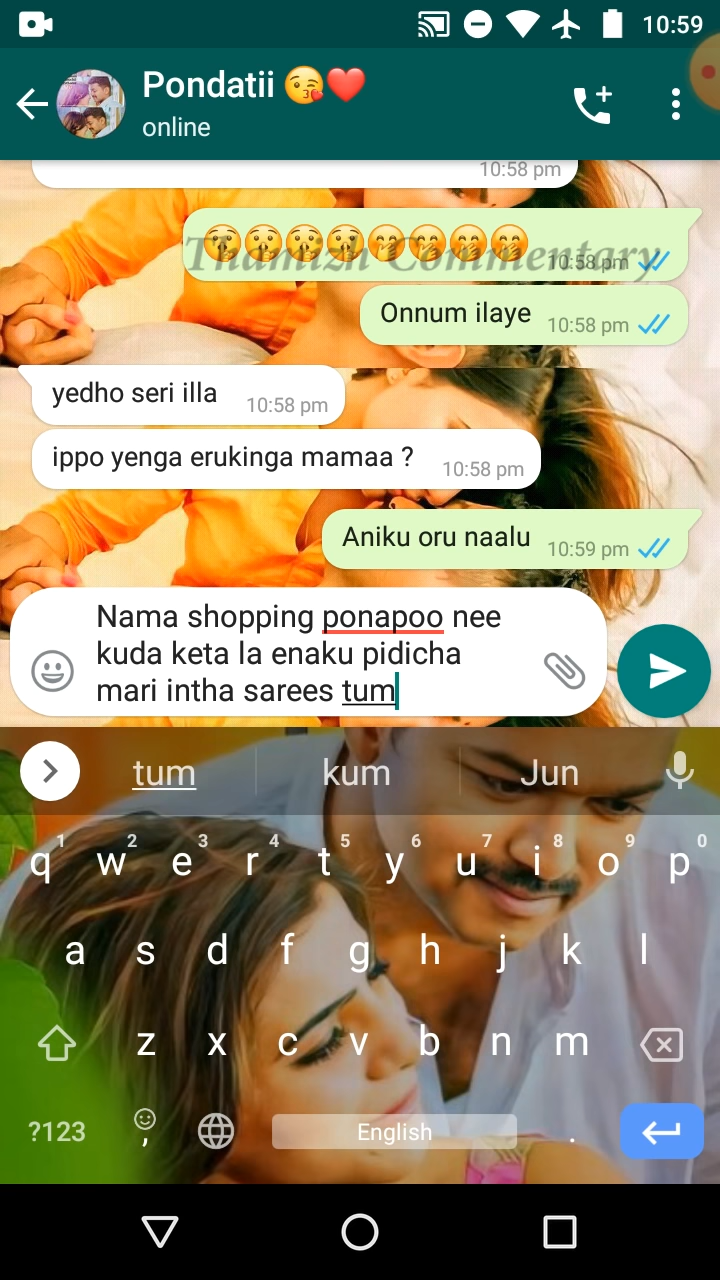 10:59
Pondatii 😘❤️
online
10:58 pm
🤫🤫🤫🤫🤭🤭🤭🤭 10:58 pm
Thamizh Commentary
Onnum ilaye 10:58 pm
yedho seri illa 10:58 pm
ippo yenga erukinga mamaa ? 10:58 pm
Aniku oru naalu 10:59 pm
Nama shopping ponapoo nee
kuda keta la enaku pidicha
mari intha sarees tum
tum kum Jun
1 2 3 4 5 6 7 8 9 0
q w e r t y u i o p
a s d f g h j k l
z x c v b n m
?123 , English .